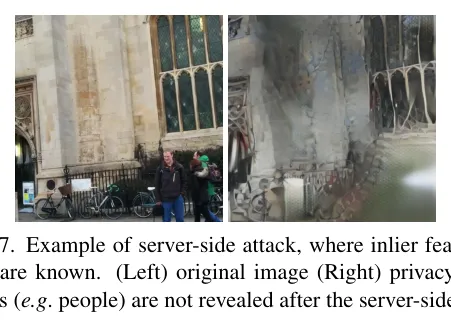 7. Example of server-side attack, where inlier fea
are known. (Left) original image (Right) privacy
s (e.g. people) are not revealed after the server-side